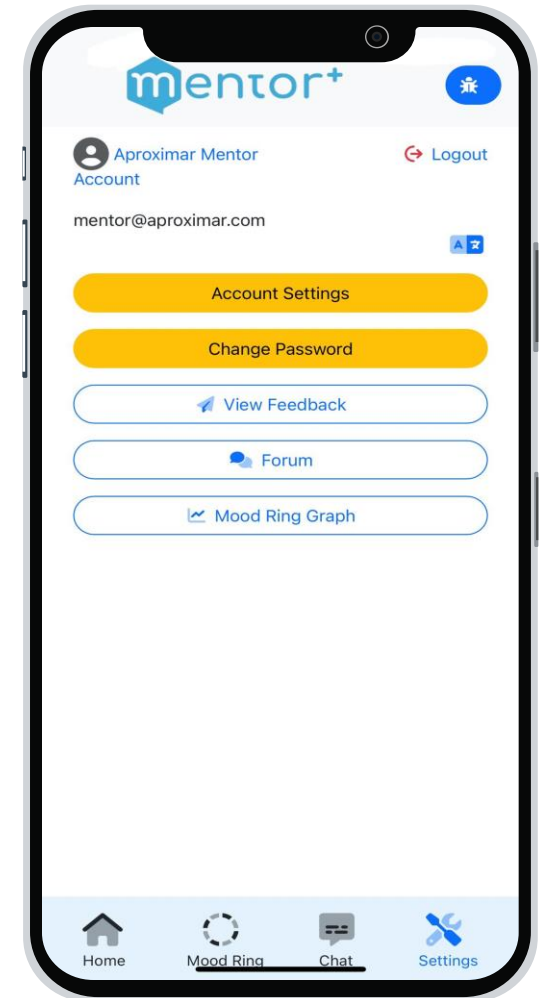 mentor+
Aproximar Mentor
Account
Logout
mentor@aproximar.com
A 文
Account Settings
Change Password
View Feedback
Forum
Mood Ring Graph
Home
Mood Ring
Chat
Settings